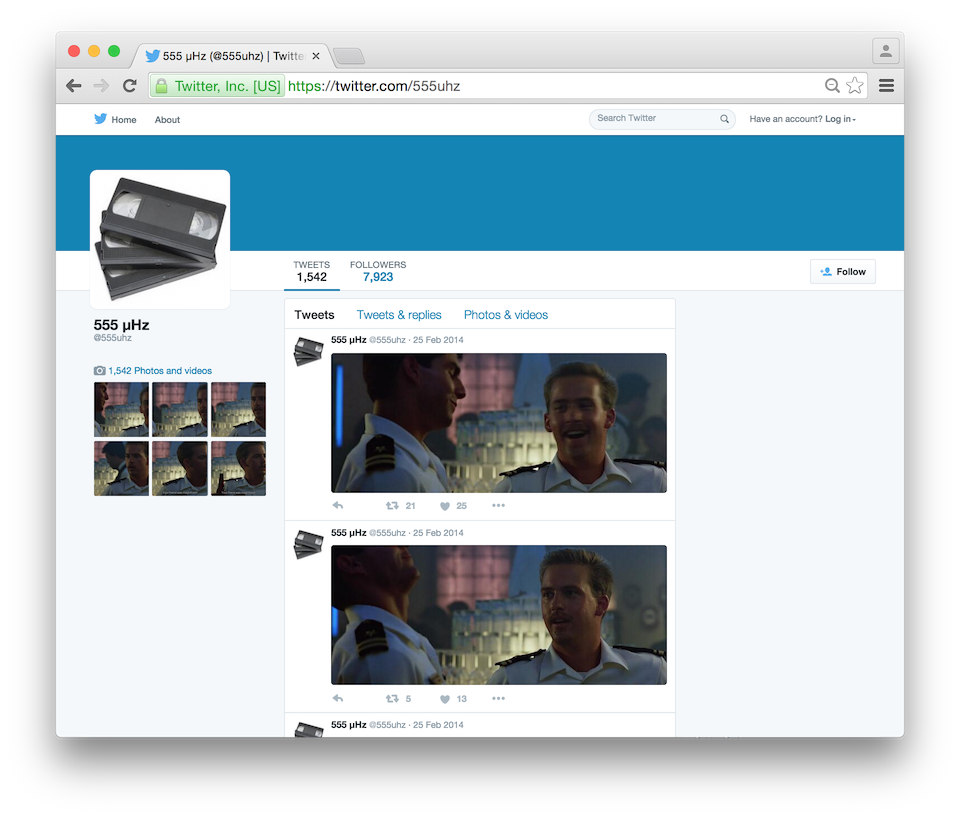 555 µHz (@555uhz) | Twitte
Twitter, Inc. [US] https://twitter.com/555uhz
Home About Search Twitter Have an account? Log in
TWEETS FOLLOWERS
1,542 7,923
Follow
555 µHz
@555uhz
1,542 Photos and videos
Tweets Tweets & replies Photos & videos
555 µHz @555uhz · 25 Feb 2014
21 25
555 µHz @555uhz · 25 Feb 2014
5 13
555 µHz @555uhz · 25 Feb 2014